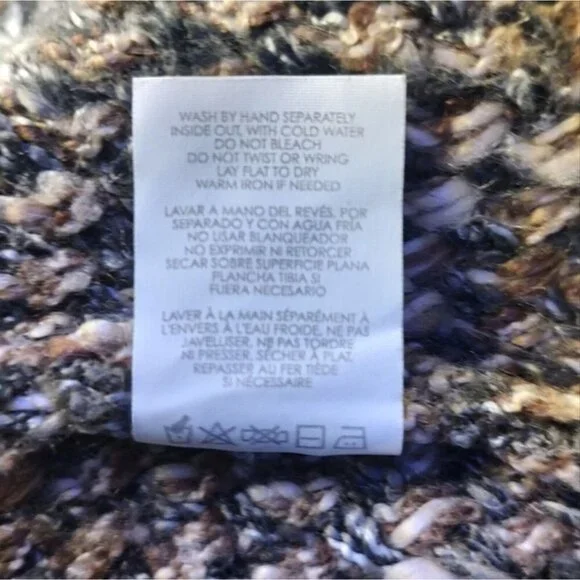 WASH BY HAND SEPARATELY
INSIDE OUT, WITH COLD WATER
DO NOT BLEACH
DO NOT TWIST OR WRING
LAY FLAT TO DRY
WARM IRON IF NEEDED
LAVAR A MANO DEL REVÉS, POR
SEPARADO Y CON AGUA FRÍA
NO USAR BLANQUEADOR
NO EXPRIMIR NI RETORCER
SECAR SOBRE SUPERFICIE PLANA
PLANCHA TIBIA SI
FUERA NECESARIO
LAVER À LA MAIN SÉPARÉMENT À
L'ENVERS À L'EAU FROIDE, NE PAS
JAVELLISER, NE PAS TORDRE
NI PRESSER, SÉCHER À PLAT,
REPASSER AU FER TIÈDE
SI NÉCESSAIRE